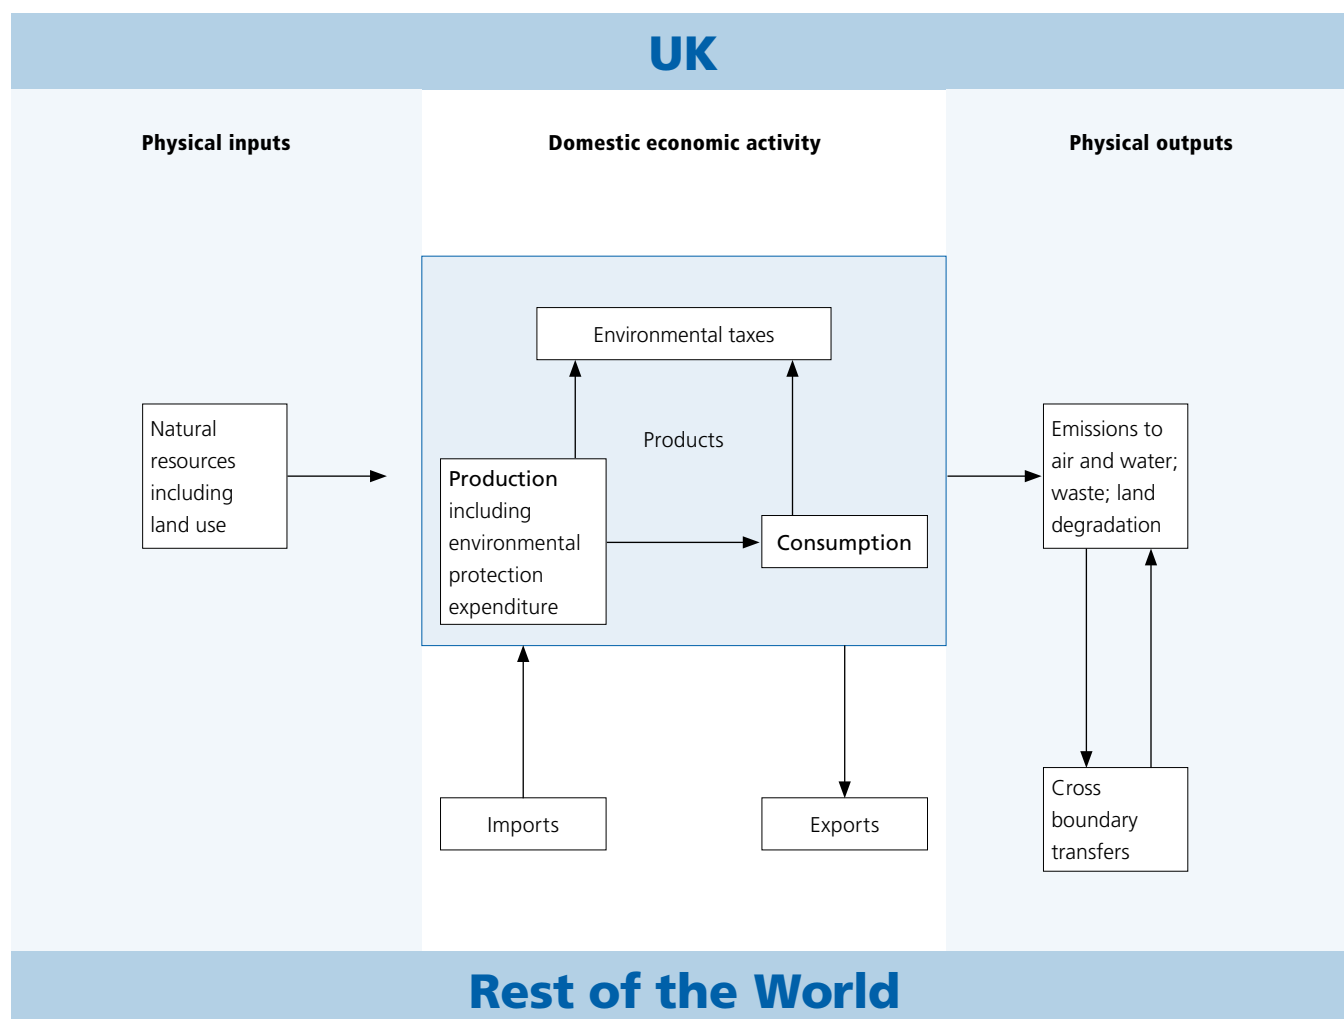 UK
Physical inputs
Domestic economic activity
Physical outputs
Environmental taxes
Products
Natural
resources
including
land use
Production
including
environmental
protection
expenditure
Consumption
Emissions to
air and water;
waste; land
degradation
Imports
Exports
Cross
boundary
transfers
Rest of the World